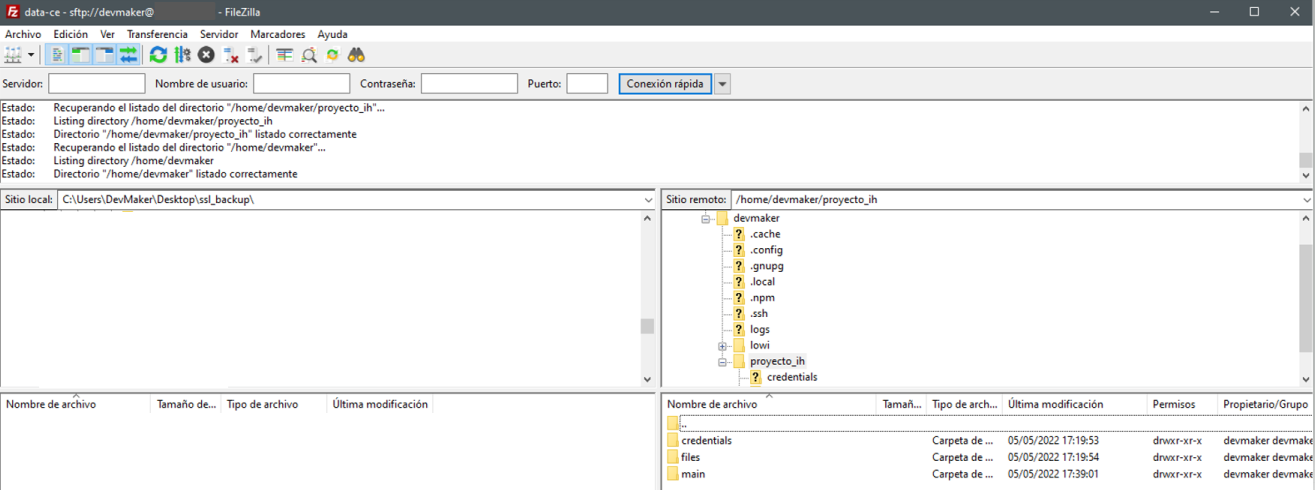 data-ce - sftp://devmaker@ - FileZilla
Archivo Edición Ver Transferencia Servidor Marcadores Ayuda
Servidor: Nombre de usuario: Contraseña: Puerto: Conexión rápida
Estado: Recuperando el listado del directorio "/home/devmaker/proyecto_ih"...
Estado: Listing directory /home/devmaker/proyecto_ih
Estado: Directorio "/home/devmaker/proyecto_ih" listado correctamente
Estado: Recuperando el listado del directorio "/home/devmaker"...
Estado: Listing directory /home/devmaker
Estado: Directorio "/home/devmaker" listado correctamente
Sitio local: C:\Users\DevMaker\Desktop\ssl_backup\
Sitio remoto: /home/devmaker/proyecto_ih
devmaker
.cache
.config
.gnupg
.local
.npm
.ssh
logs
lowi
proyecto_ih
credentials
Nombre de archivo Tamaño de... Tipo de archivo Última modificación
Nombre de archivo Tamañ... Tipo de arch... Última modificación Permisos Propietario/Grupo
..
credentials Carpeta de ... 05/05/2022 17:19:53 drwxr-xr-x devmaker devmake
files Carpeta de ... 05/05/2022 17:19:54 drwxr-xr-x devmaker devmake
main Carpeta de ... 05/05/2022 17:39:01 drwxr-xr-x devmaker devmake